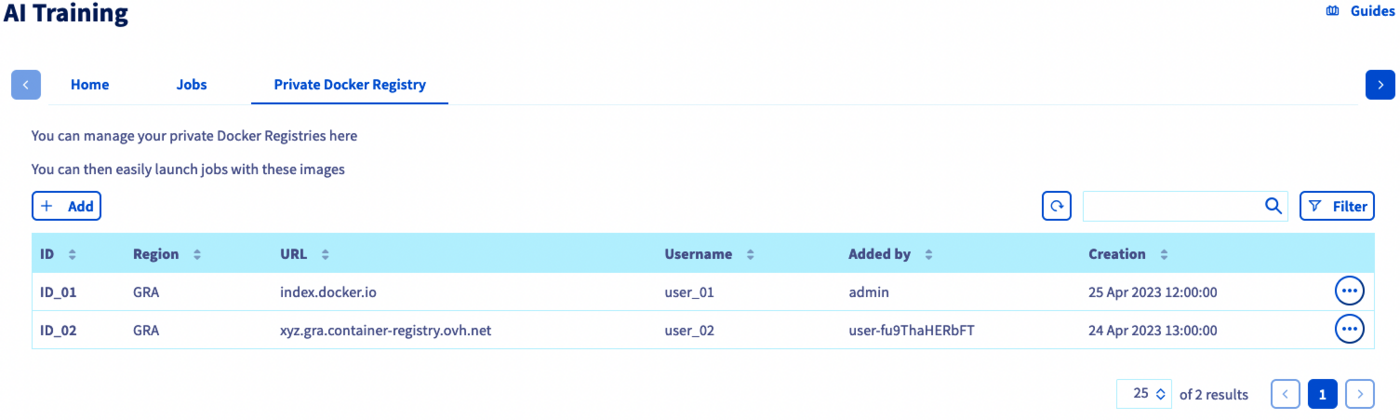 AI Training
Guides
Home Jobs Private Docker Registry
You can manage your private Docker Registries here
You can then easily launch jobs with these images
+ Add Filter
ID Region URL Username Added by Creation
ID_01 GRA index.docker.io user_01 admin 25 Apr 2023 12:00:00
ID_02 GRA xyz.gra.container-registry.ovh.net user_02 user-fu9ThaHERbFT 24 Apr 2023 13:00:00
25 of 2 results 1